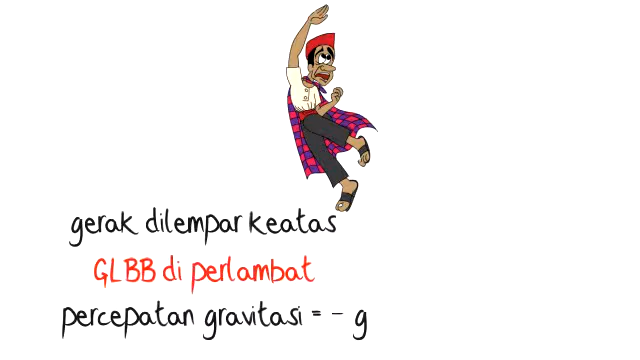 gerak dilempar keatas
GLBB di perlambat
percepatan gravitasi = - g